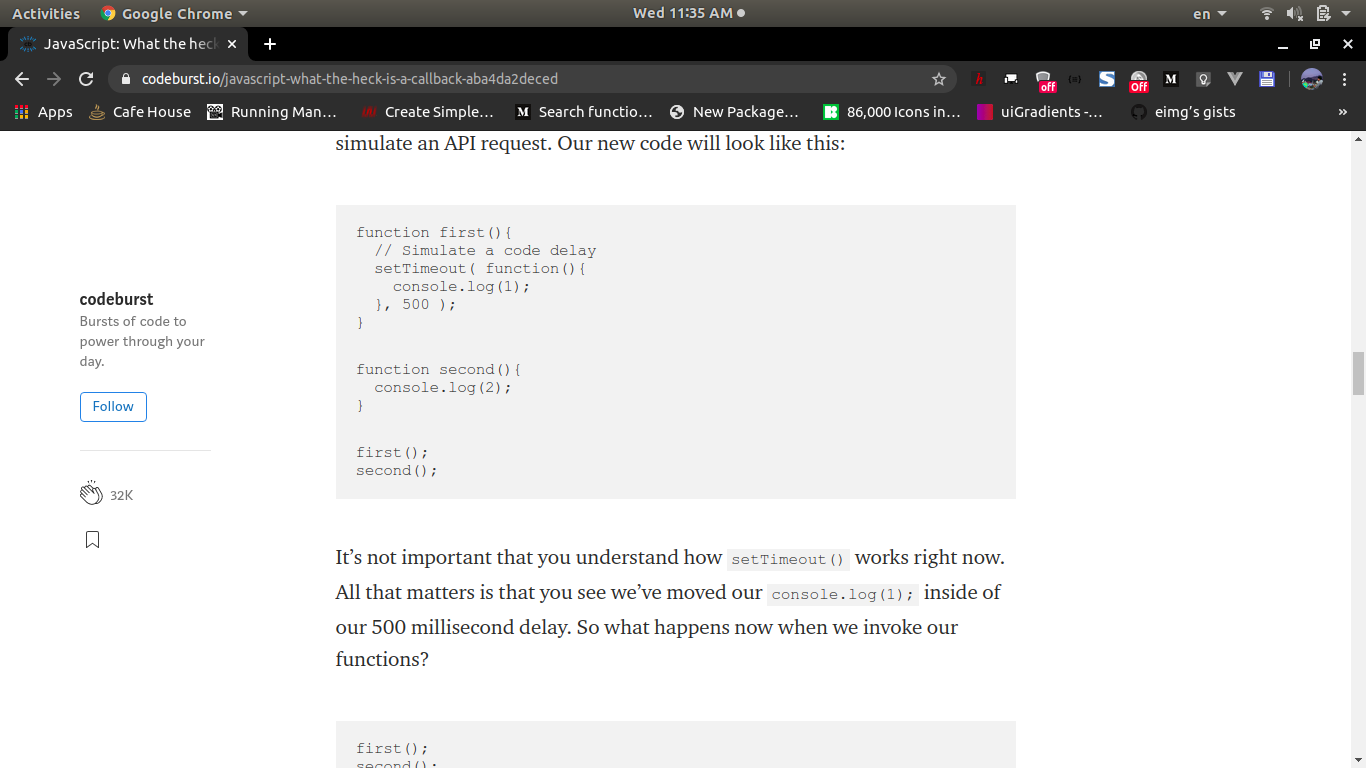 Activities Google Chrome Wed 11:35 AM en
JavaScript: What the heck
codeburst.io/javascript-what-the-heck-is-a-callback-aba4da2deced
off Off M
Apps Cafe House Running Man… Create Simple… Search functio… New Package… 86,000 Icons in… uiGradients -… eimg's gists »
simulate an API request. Our new code will look like this:
function first(){
// Simulate a code delay
setTimeout( function(){
console.log(1);
}, 500 );
}
function second(){
console.log(2);
}
first();
second();
codeburst
Bursts of code to
power through your
day.
Follow
32K
It’s not important that you understand how setTimeout() works right now.
All that matters is that you see we’ve moved our console.log(1); inside of
our 500 millisecond delay. So what happens now when we invoke our
functions?
first();
second();